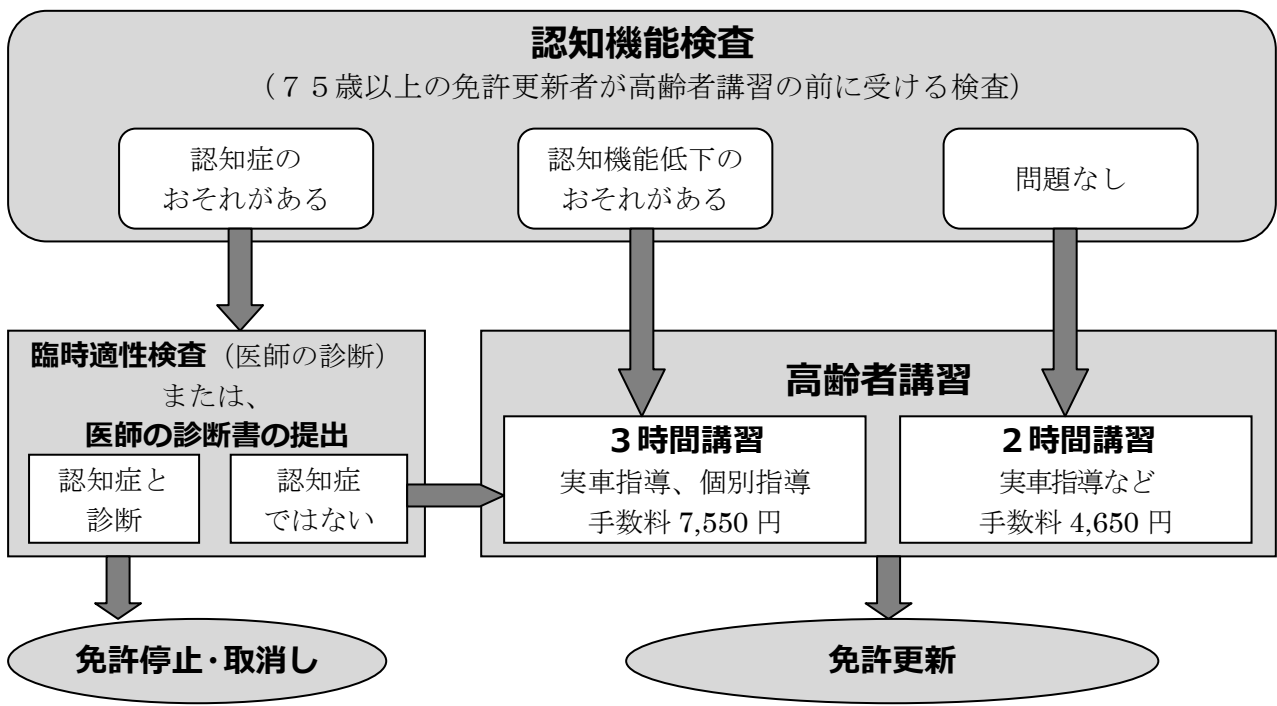 認知機能検査
（７５歳以上の免許更新者が高齢者講習の前に受ける検査）
認知症の
おそれがある
認知機能低下の
おそれがある
問題なし
臨時適性検査（医師の診断）
または、
医師の診断書の提出
認知症と
診断
認知症
ではない
高齢者講習
３時間講習
実車指導、個別指導
手数料 7,550 円
２時間講習
実車指導など
手数料 4,650 円
免許停止・取消し
免許更新